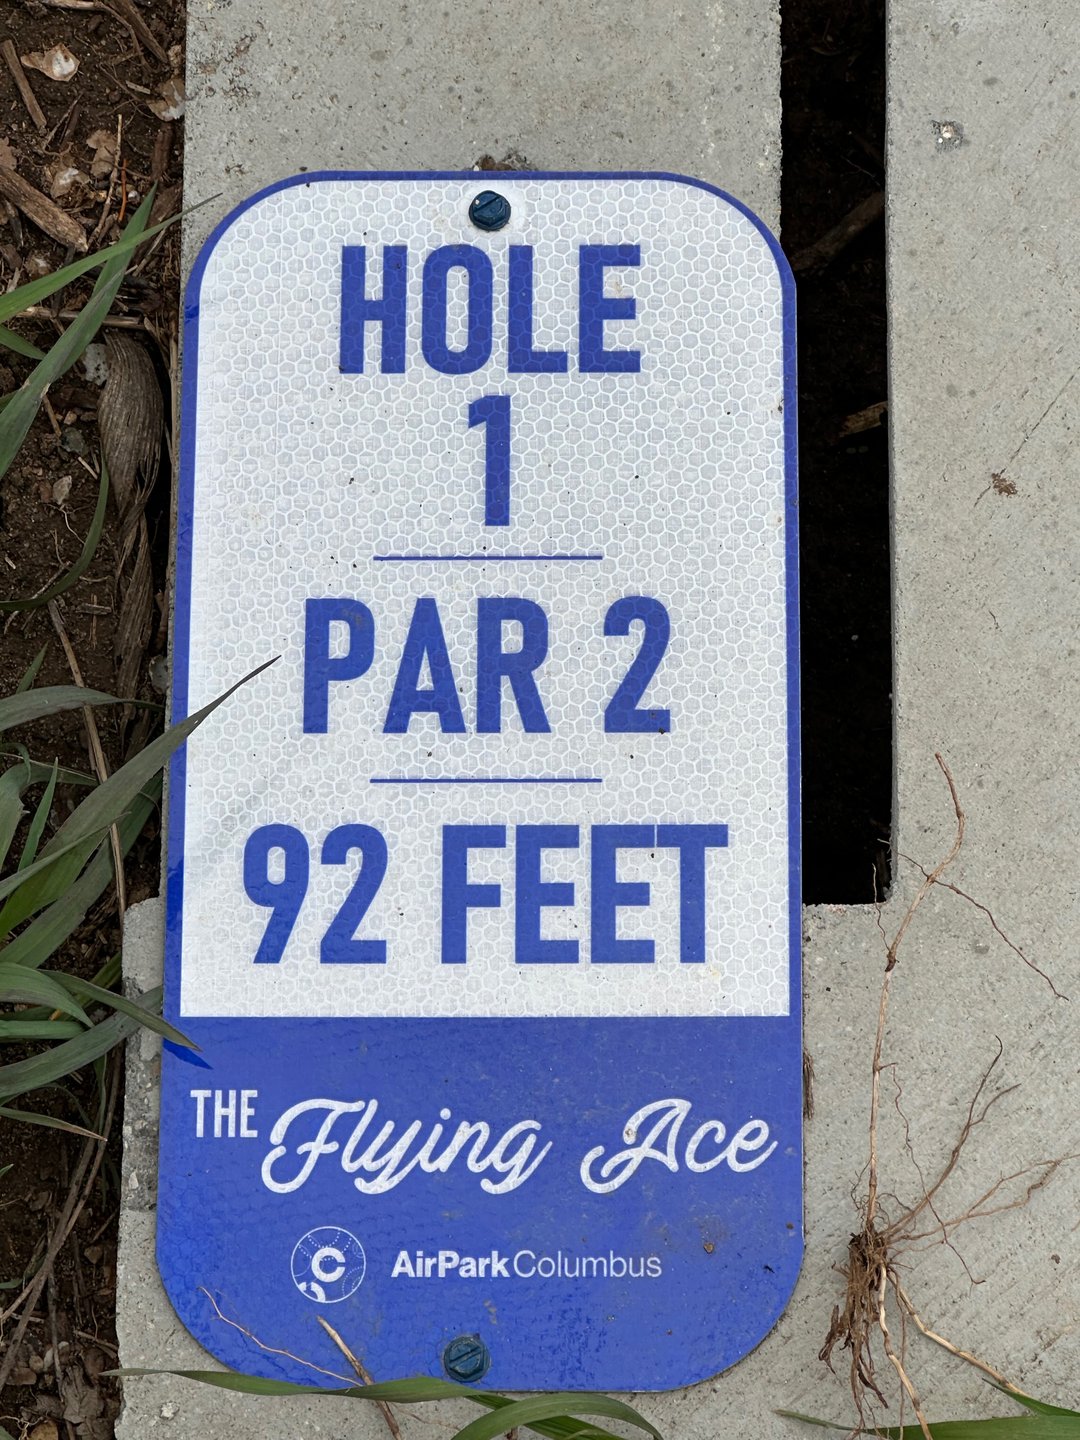 HOLE
1
PAR 2
92 FEET
THE Flying Ace
C AirParkColumbus